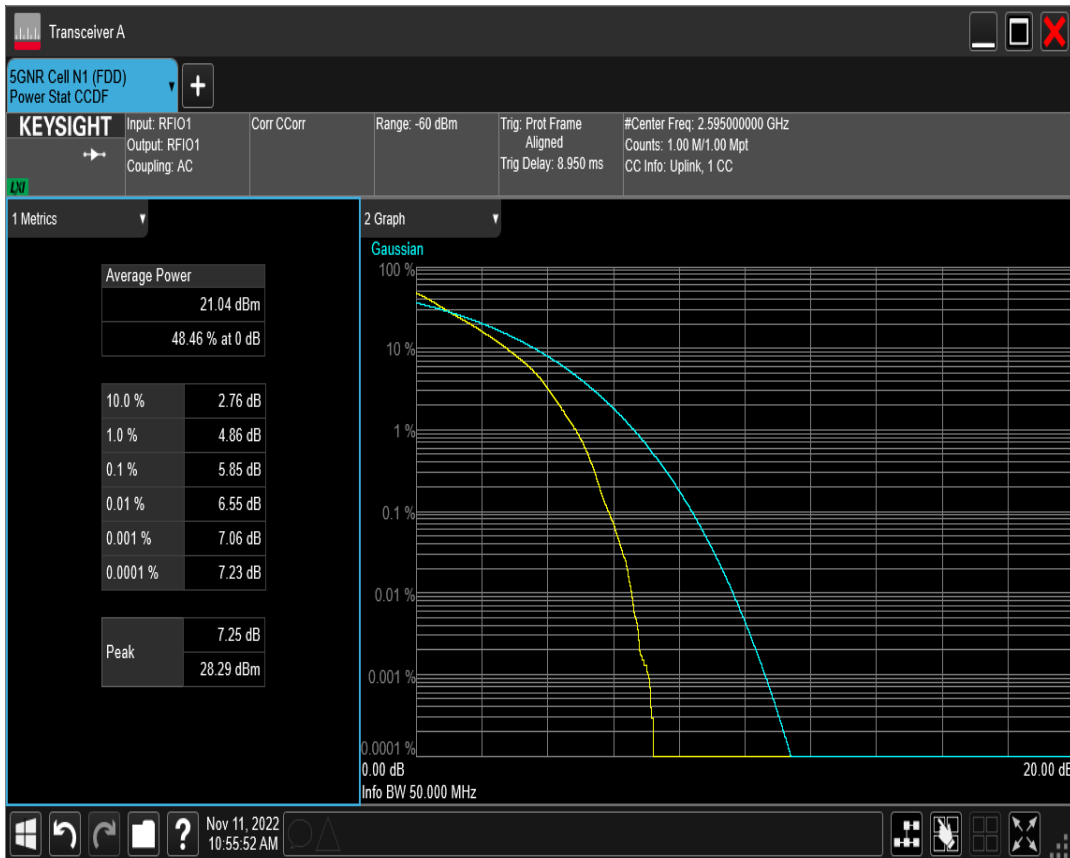 Transceiver A
5GNR Cell N1 (FDD)
Power Stat CCDF
+
KEYSIGHT
LXI
Input: RFIO1
Output: RFIO1
Coupling: AC
Corr CCorr
Range: -60 dBm
Trig: Prot Frame
Aligned
Trig Delay: 8.950 ms
#Center Freq: 2.595000000 GHz
Counts: 1.00 M/1.00 Mpt
CC Info: Uplink, 1 CC
1 Metrics
Average Power
21.04 dBm
48.46 % at 0 dB
10.0 % 2.76 dB
1.0 % 4.86 dB
0.1 % 5.85 dB
0.01 % 6.55 dB
0.001 % 7.06 dB
0.0001 % 7.23 dB
Peak
7.25 dB
28.29 dBm
2 Graph
Gaussian
100 %
10 %
1 %
0.1 %
0.01 %
0.001 %
0.0001 %
0.00 dB 20.00 dB
Info BW 50.000 MHz
?
Nov 11, 2022
10:55:52 AM